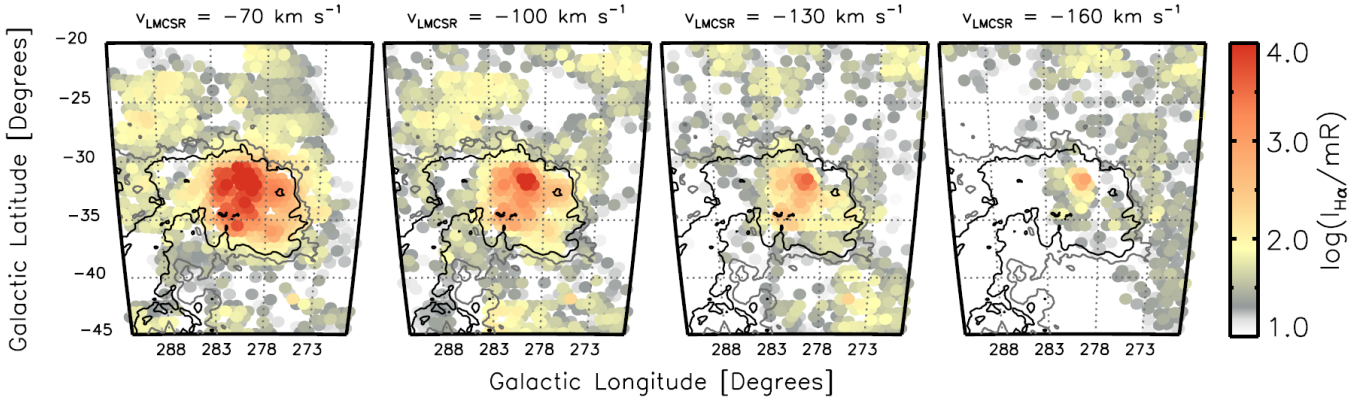 v_LMCSR = −70 km s⁻¹ v_LMCSR = −100 km s⁻¹ v_LMCSR = −130 km s⁻¹ v_LMCSR = −160 km s⁻¹
Galactic Latitude [Degrees]
−20
−25
−30
−35
−40
−45
288 283 278 273 288 283 278 273 288 283 278 273 288 283 278 273
Galactic Longitude [Degrees]
4.0
3.0
2.0
1.0
log(I_Hα/mR)